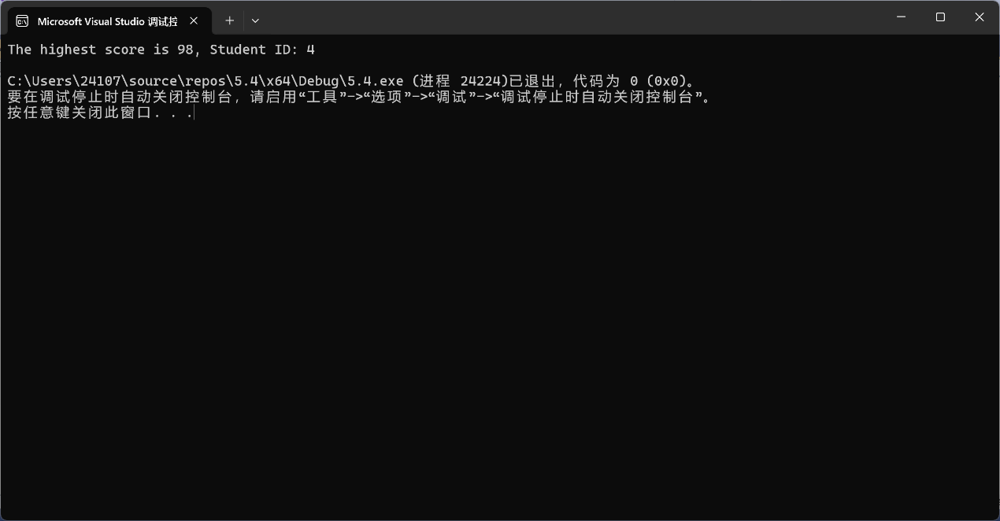 Microsoft Visual Studio 调试控
The highest score is 98, Student ID: 4
C:\Users\24107\source\repos\5.4\x64\Debug\5.4.exe (进程 24224)已退出，代码为 0 (0x0)。
要在调试停止时自动关闭控制台，请启用“工具”->“选项”->“调试”->“调试停止时自动关闭控制台”。
按任意键关闭此窗口. . .